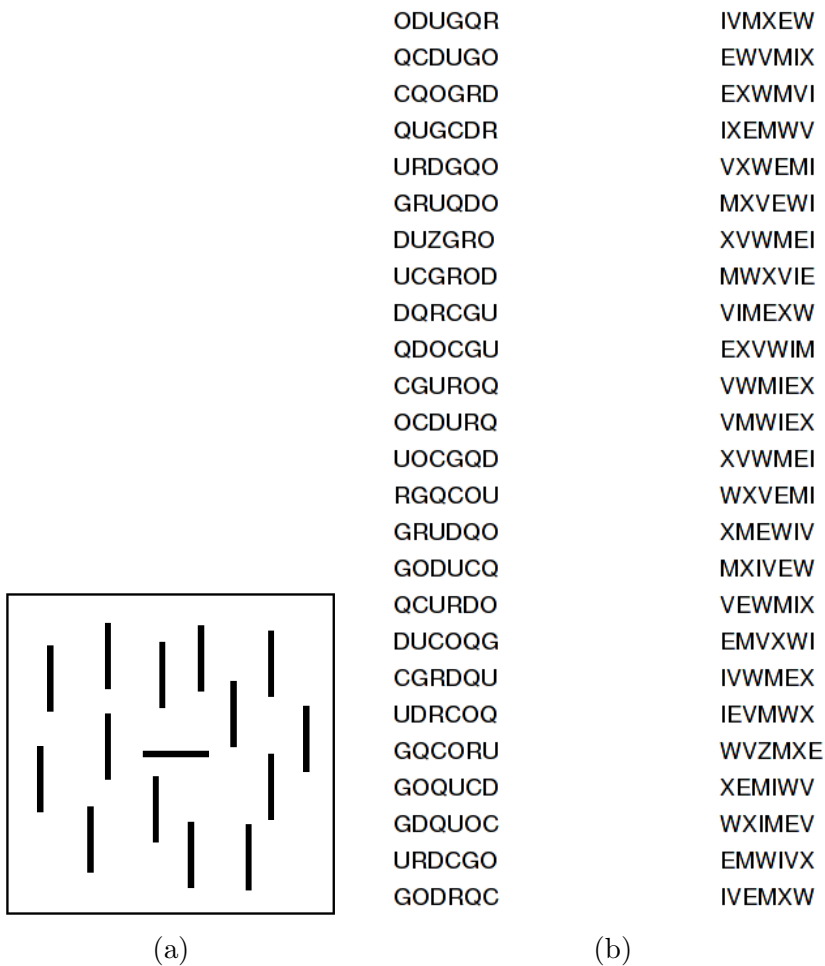 ODUGQR IVMXEW
QCDUGO EWVMIX
CQOGRD EXWMVI
QUGCDR IXEMWV
URDGQO VXWEMI
GRUQDO MXVEWI
DUZGRO XVWMEI
UCGROD MWXVIE
DQRCGU VIMEXW
QDOCGU EXVWIM
CGUROQ VWMIEX
OCDURQ VMWIEX
UOCGQD XVWMEI
RGQCOU WXVEMI
GRUDQO XMEWIV
GODUCQ MXIVEW
QCURDO VEWMIX
DUCOQG EMVXWI
CGRDQU IVWMEX
UDRCOQ IEVMWX
GQCORU WVZMXE
GOQUCD XEMIWV
GDQUOC WXIMEV
URDCGO EMWIVX
GODRQC IVEMXW
(a) (b)